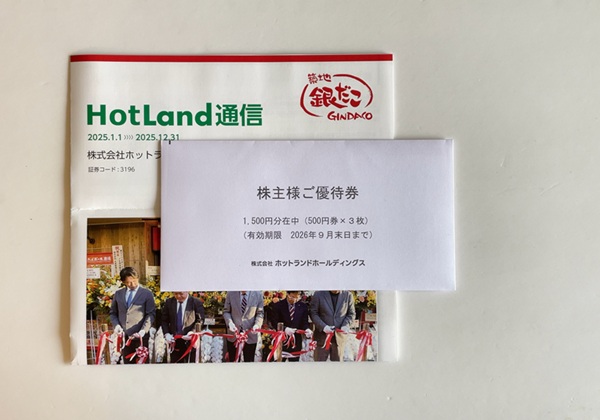 築地
銀だこ
GINDACO
HotLand通信
2025.1.1 》》》 2025.12.31
株式会社ホットラ
証券コード:3196
株主様ご優待券
1,500円分在中(500円券×3枚)
(有効期限 2026年9月末日まで)
株式会社 ホットランドホールディングス